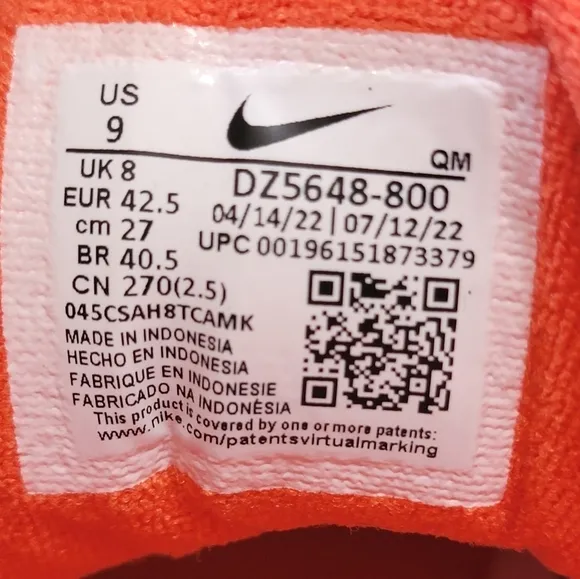 US
9
QM
UK 8
EUR 42.5
cm 27
BR 40.5
CN 270(2.5)
DZ5648-800
04/14/22 | 07/12/22
UPC 00196151873379
045CSAH8TCAMK
MADE IN INDONESIA
HECHO EN INDONESIA
FABRIQUE EN INDONESIE
FABRICADO NA INDONÉSIA
This product is covered by one or more patents:
www.nike.com/patentsvirtualmarking